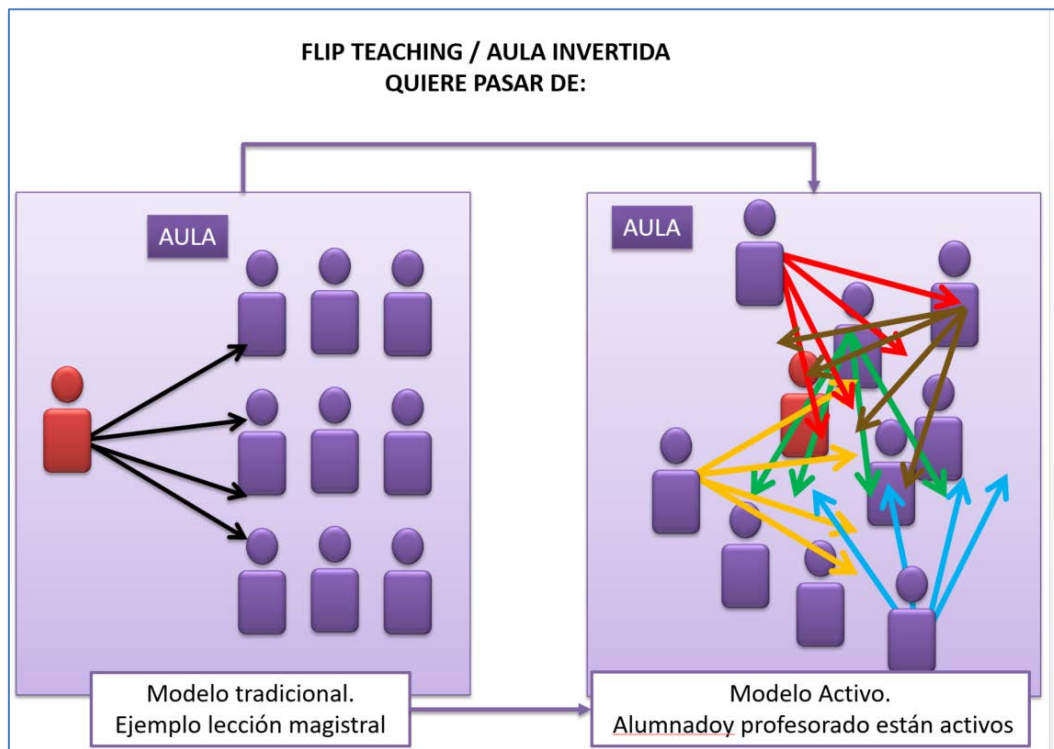 FLIP TEACHING / AULA INVERTIDA
QUIERE PASAR DE:
AULA
AULA
Modelo tradicional.
Ejemplo lección magistral
Modelo Activo.
Alumnadoy profesorado están activos